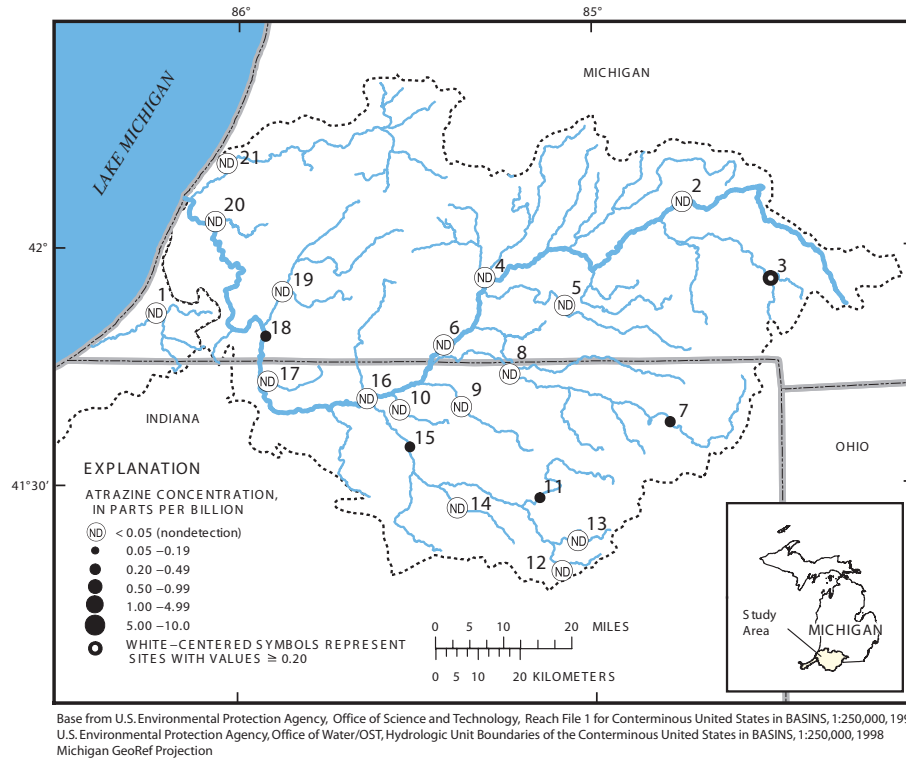 86°
85°
MICHIGAN
LAKE MICHIGAN
ND 21
ND 2
ND 20
42°
3
ND 4
ND 19
ND 5
1 ND
18
6 ND
8 ND
17 ND
16 ND
9 ND
10 ND
7
INDIANA
15
OHIO
EXPLANATION
41°30'
ATRAZINE CONCENTRATION,
IN PARTS PER BILLION
11
ND 14
ND < 0.05 (nondetection)
13 ND
0.05 –0.19
12 ND
0.20 –0.49
0.50 –0.99
1.00 –4.99
5.00 –10.0
WHITE–CENTERED SYMBOLS REPRESENT
SITES WITH VALUES ≥ 0.20
0 10 20 MILES
0 5 10 20 KILOMETERS
Study
Area
MICHIGAN
Base from U.S. Environmental Protection Agency, Office of Science and Technology, Reach File 1 for Conterminous United States in BASINS, 1:250,000,
U.S. Environmental Protection Agency, Office of Water/OST, Hydrologic Unit Boundaries of the Conterminous United States in BASINS, 1:250,000, 1998
Michigan GeoRef Projection